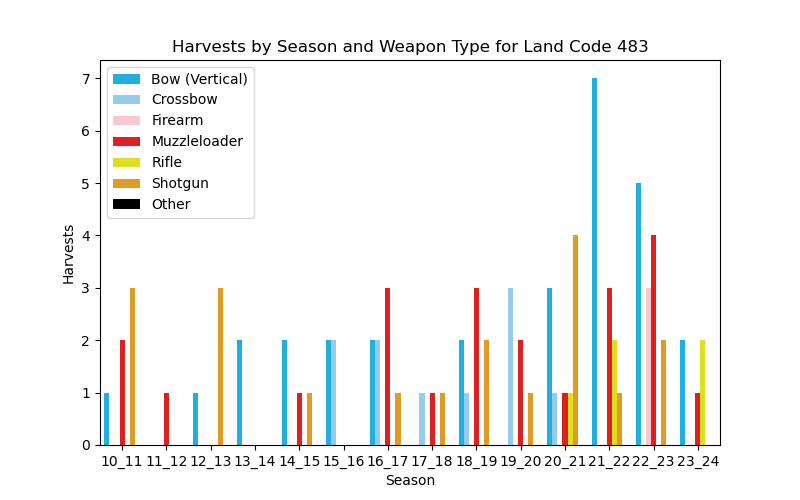 Harvests by Season and Weapon Type for Land Code 483
7
6
5
4
3
2
1
0
Harvests
Bow (Vertical)
Crossbow
Firearm
Muzzleloader
Rifle
Shotgun
Other
10_11 11_12 12_13 13_14 14_15 15_16 16_17 17_18 18_19 19_20 20_21 21_22 22_23 23_24
Season